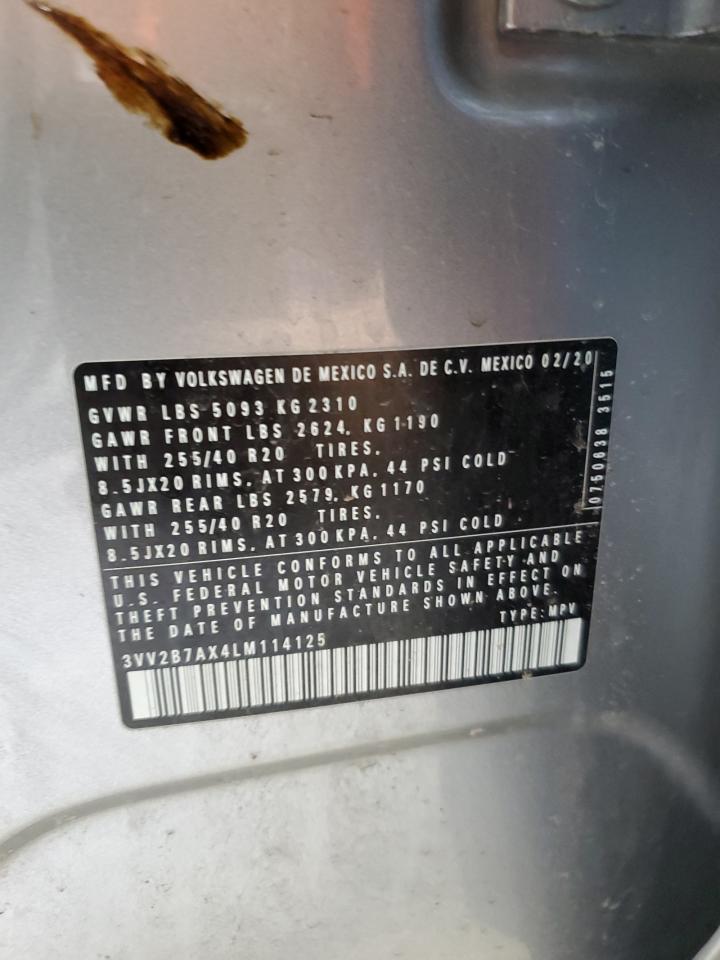 MFD BY VOLKSWAGEN DE MEXICO S.A. DE C.V. MEXICO 02/20
GVWR LBS 5093 KG 2310
GAWR FRONT LBS 2624. KG 1190
WITH 255/40 R20 TIRES.
8.5JX20 RIMS. AT 300 KPA. 44 PSI COLD
GAWR REAR LBS 2579. KG 1170
WITH 255/40 R20 TIRES.
8.5JX20 RIMS. AT 300 KPA. 44 PSI COLD
0750638 3515
THIS VEHICLE CONFORMS TO ALL APPLICABLE
U.S. FEDERAL MOTOR VEHICLE SAFETY AND
THEFT PREVENTION STANDARDS IN EFFECT ON
THE DATE OF MANUFACTURE SHOWN ABOVE.
TYPE: MPV
3VV2B7AX4LM114125